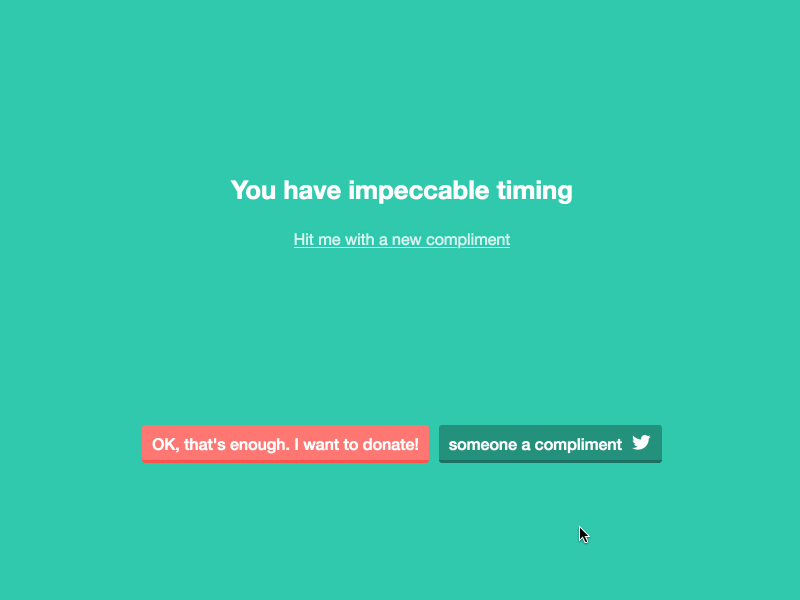 You have impeccable timing
Hit me with a new compliment
OK, that's enough. I want to donate!
someone a compliment